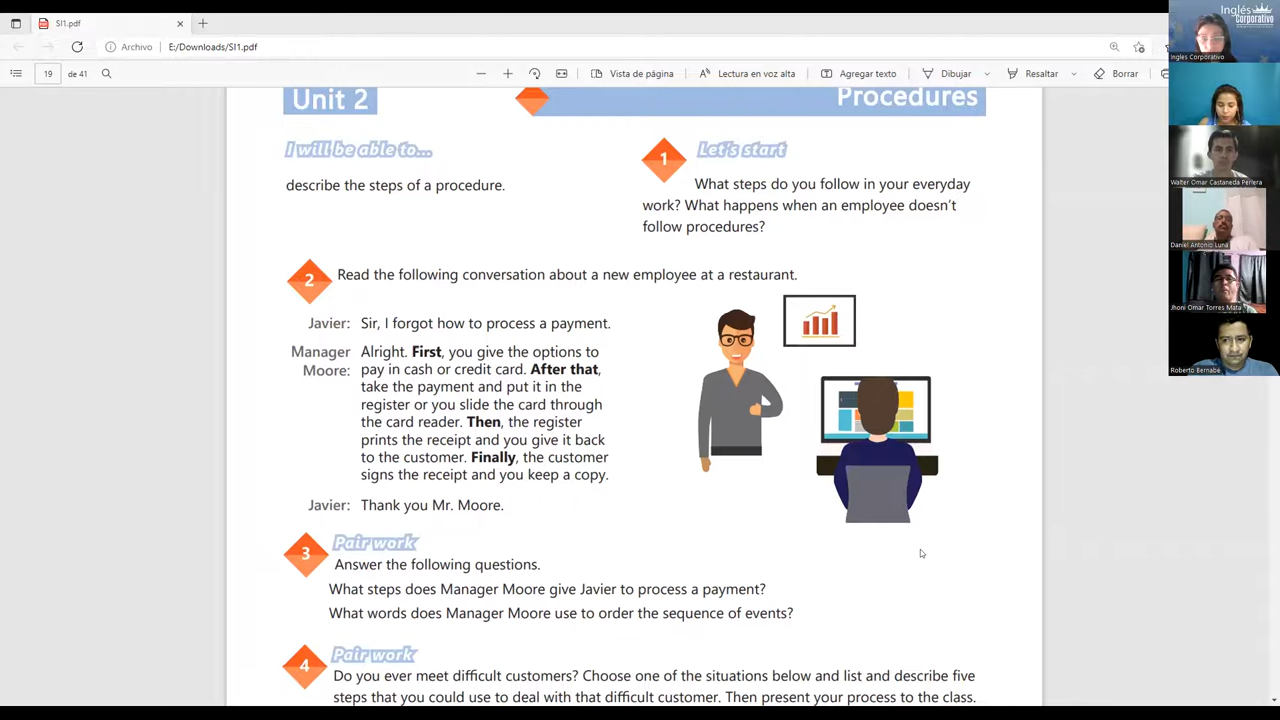 SI1.pdf
Archivo
E:/Downloads/SI1.pdf
19
de 41
Vista de página
Lectura en voz alta
Agregar texto
Dibujar
Resaltar
Borrar
Unit 2
Procedures
I will be able to...
describe the steps of a procedure.
1
Let's start
What steps do you follow in your everyday
work? What happens when an employee doesn't
follow procedures?
2
Read the following conversation about a new employee at a restaurant.
Javier: Sir, I forgot how to process a payment.
Manager Moore: Alright. First, you give the options to
pay in cash or credit card. After that,
take the payment and put it in the
register or you slide the card through
the card reader. Then, the register
prints the receipt and you give it back
to the customer. Finally, the customer
signs the receipt and you keep a copy.
Javier: Thank you Mr. Moore.
3
Pair work
Answer the following questions.
What steps does Manager Moore give Javier to process a payment?
What words does Manager Moore use to order the sequence of events?
4
Pair work
Do you ever meet difficult customers? Choose one of the situations below and list and describe five
steps that you could use to deal with that difficult customer. Then present your process to the class.
Inglés
Corporativo
Ingles Corporativo
Walter Omar Castaneda Perlera
Daniel Antonio Luna
Jhoni Omar Torres Mata
Roberto Bernabé